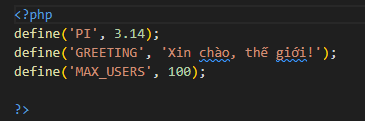 <?php
define('PI', 3.14);
define('GREETING', 'Xin chào, thế giới!');
define('MAX_USERS', 100);
?>